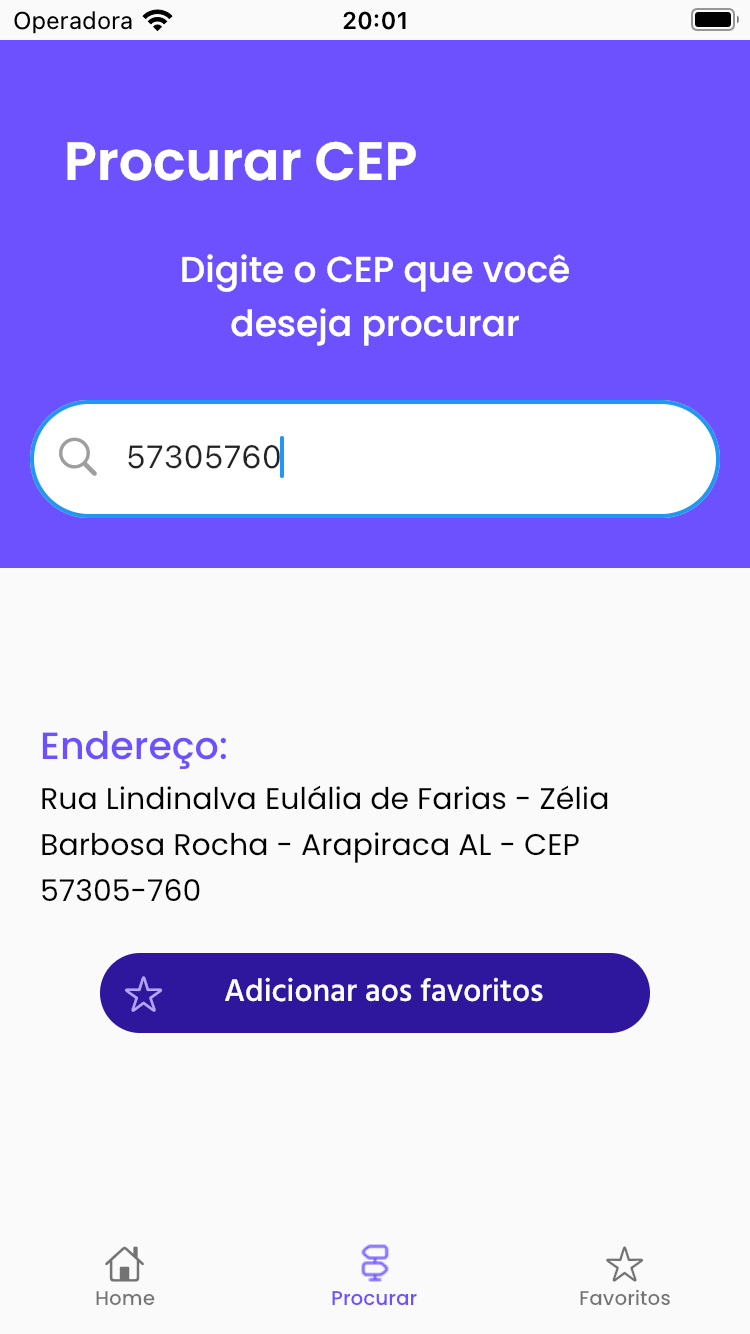 Operadora 20:01
Procurar CEP
Digite o CEP que você
deseja procurar
57305760
Endereço:
Rua Lindinalva Eulália de Farias - Zélia
Barbosa Rocha - Arapiraca AL - CEP
57305-760
Adicionar aos favoritos
Home Procurar Favoritos